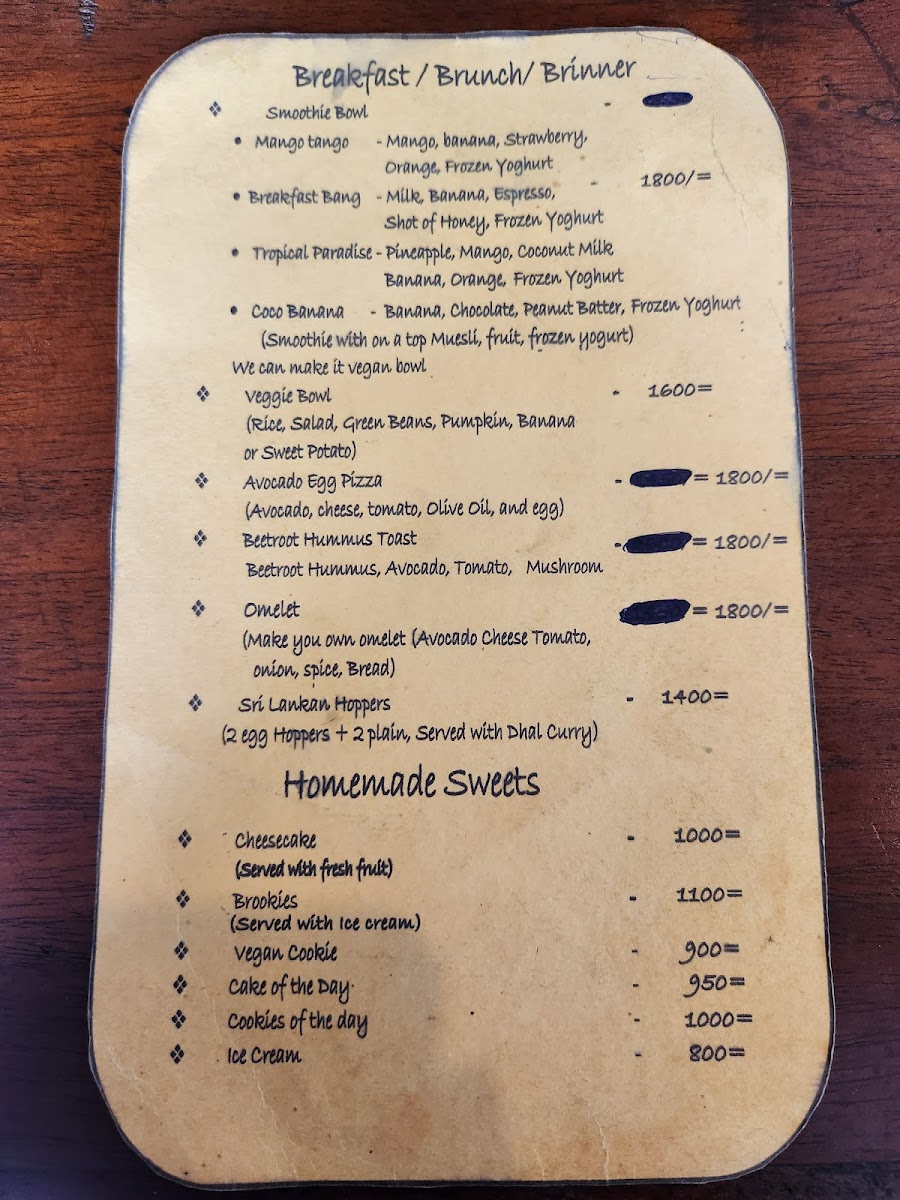 Breakfast / Brunch/ Brinner
❖ Smoothie Bowl -
• Mango tango - Mango, banana, Strawberry,
Orange, Frozen Yoghurt
- 1800/=
• Breakfast Bang - Milk, Banana, Espresso,
Shot of Honey, Frozen Yoghurt
• Tropical Paradise - Pineapple, Mango, Coconut Milk
Banana, Orange, Frozen Yoghurt
• Coco Banana - Banana, Chocolate, Peanut Batter, Frozen Yoghurt
(Smoothie with on a top Muesli, fruit, frozen yogurt)
We can make it vegan bowl
❖ Veggie Bowl - 1600=
(Rice, Salad, Green Beans, Pumpkin, Banana
or Sweet Potato)
❖ Avocado Egg Pizza - = 1800/=
(Avocado, cheese, tomato, Olive Oil, and egg)
❖ Beetroot Hummus Toast - = 1800/=
Beetroot Hummus, Avocado, Tomato, Mushroom
❖ Omelet = 1800/=
(Make you own omelet (Avocado Cheese Tomato,
onion, spice, Bread)
❖ Sri Lankan Hoppers - 1400=
(2 egg Hoppers + 2 plain, Served with Dhal Curry)
Homemade Sweets
❖ Cheesecake - 1000=
(Served with fresh fruit)
❖ Brookies - 1100=
(Served with Ice cream)
❖ Vegan Cookie - 900=
❖ Cake of the Day - 950=
❖ Cookies of the day - 1000=
❖ Ice Cream - 800=